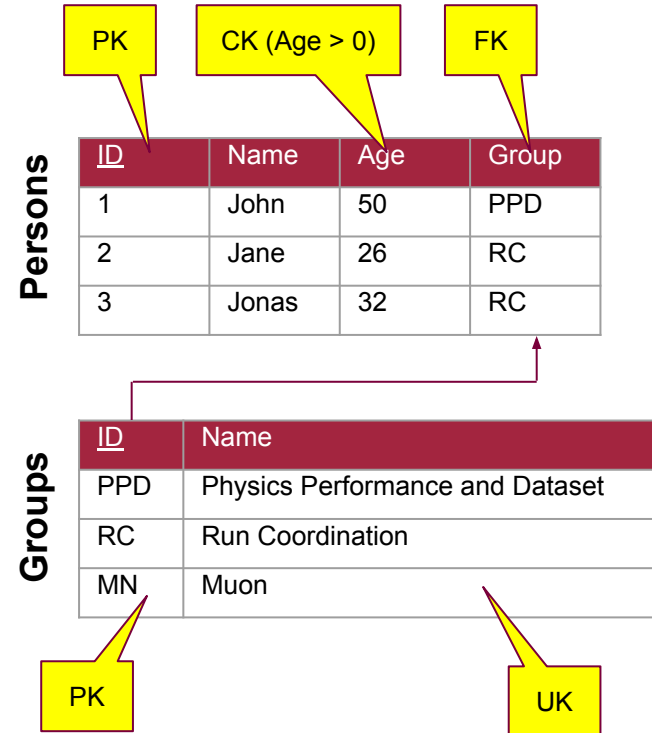 PK
CK (Age > 0)
FK
Persons
ID Name Age Group
1 John 50 PPD
2 Jane 26 RC
3 Jonas 32 RC
Groups
ID Name
PPD Physics Performance and Dataset
RC Run Coordination
MN Muon
PK
UK